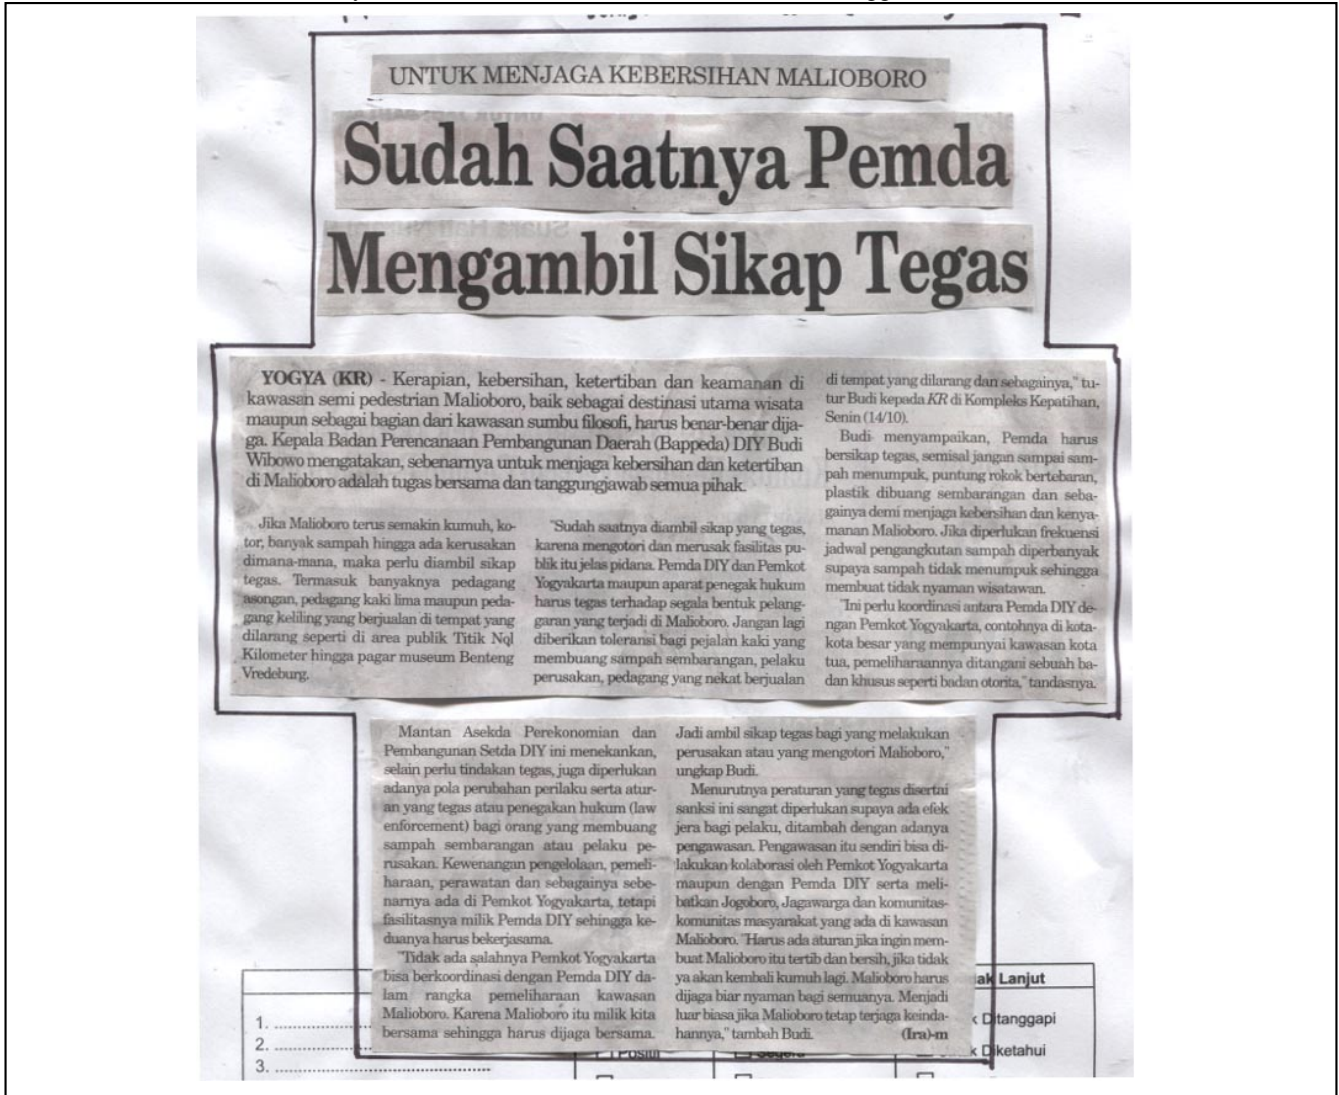 UNTUK MENJAGA KEBERSIHAN MALIOBORO
Sudah Saatnya Pemda
Mengambil Sikap Tegas
YOGYA (KR) - Kerapian, kebersihan, ketertiban dan keamanan di
kawasan semi pedestrian Malioboro, baik sebagai destinasi utama wisata
maupun sebagai bagian dari kawasan sumbu filosofi, harus benar-benar dija-
ga. Kepala Badan Perencanaan Pembangunan Daerah (Bappeda) DIY Budi
Wibowo mengatakan, sebenarnya untuk menjaga kebersihan dan ketertiban
di Malioboro adalah tugas bersama dan tanggungjawab semua pihak.
Jika Malioboro terus semakin kumuh, ko-
tor, banyak sampah hingga ada kerusakan
dimana-mana, maka perlu diambil sikap
tegas. Termasuk banyaknya pedagang
asongan, pedagang kaki lima maupun peda-
gang keliling yang berjualan di tempat yang
dilarang seperti di area publik Titik Nol
Kilometer hingga pagar museum Benteng
Vredeburg.
"Sudah saatnya diambil sikap yang tegas,
karena mengotori dan merusak fasilitas pu-
blik itu jelas pidana. Pemda DIY dan Pemkot
Yogyakarta maupun aparat penegak hukum
harus tegas terhadap segala bentuk pelang-
garan yang terjadi di Malioboro. Jangan lagi
diberikan toleransi bagi pejalan kaki yang
membuang sampah sembarangan, pelaku
perusakan, pedagang yang nekat berjualan
di tempat yang dilarang dan sebagainya," tu-
tur Budi kepada KR di Kompleks Kepatihan,
Senin (14/10).
Budi menyampaikan, Pemda harus
bersikap tegas, semisal jangan sampai sam-
pah menumpuk, puntung rokok bertebaran,
plastik dibuang sembarangan dan seba-
gainya demi menjaga kebersihan dan kenya-
manan Malioboro. Jika diperlukan frekuensi
jadwal pengangkutan sampah diperbanyak
supaya sampah tidak menumpuk sehingga
membuat tidak nyaman wisatawan.
"Ini perlu koordinasi antara Pemda DIY de-
ngan Pemkot Yogyakarta, contohnya di kota-
kota besar yang mempunyai kawasan kota
tua, pemeliharaannya ditangani sebuah ba-
dan khusus seperti badan otorita," tandasnya.
Mantan Asekda Perekonomian dan
Pembangunan Setda DIY ini menekankan,
selain perlu tindakan tegas, juga diperlukan
adanya pola perubahan perilaku serta atur-
an yang tegas atau penegakan hukum (law
enforcement) bagi orang yang membuang
sampah sembarangan atau pelaku pe-
rusakan. Kewenangan pengelolaan, pemeli-
haraan, perawatan dan sebagainya sebe-
narnya ada di Pemkot Yogyakarta, tetapi
fasilitasnya milik Pemda DIY sehingga ke-
duanya harus bekerjasama.
"Tidak ada salahnya Pemkot Yogyakarta
bisa berkoordinasi dengan Pemda DIY da-
lam rangka pemeliharaan kawasan
Malioboro. Karena Malioboro itu milik kita
bersama sehingga harus dijaga bersama.
Jadi ambil sikap tegas bagi yang melakukan
perusakan atau yang mengotori Malioboro,"
ungkap Budi.
Menurutnya peraturan yang tegas disertai
sanksi ini sangat diperlukan supaya ada efek
jera bagi pelaku, ditambah dengan adanya
pengawasan. Pengawasan itu sendiri bisa di-
lakukan kolaborasi oleh Pemkot Yogyakarta
maupun dengan Pemda DIY serta meli-
batkan Jogoboro, Jagawarga dan komunitas-
komunitas masyarakat yang ada di kawasan
Malioboro. "Harus ada aturan jika ingin mem-
buat Malioboro itu tertib dan bersih, jika tidak
ya akan kembali kumuh lagi. Malioboro harus
dijaga biar nyaman bagi semuanya. Menjadi
luar biasa jika Malioboro tetap terjaga keinda-
hannya," tambah Budi. (Ira)-m
Lanjut
1. ........................
2. ........................
3. ........................
Ditanggapi
Diketahui